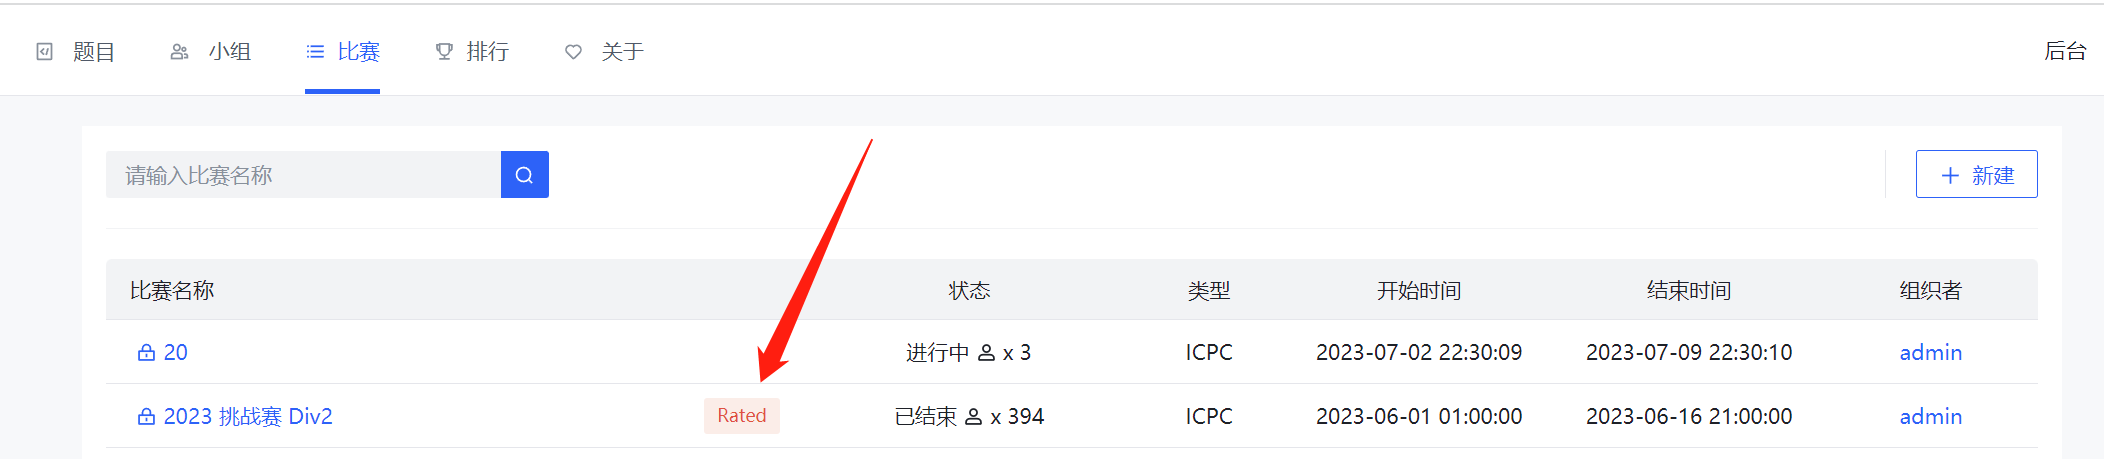 题目 小组 比赛 排行 关于 后台
请输入比赛名称 新建
比赛名称 状态 类型 开始时间 结束时间 组织者
20 进行中 x 3 ICPC 2023-07-02 22:30:09 2023-07-09 22:30:10 admin
2023 挑战赛 Div2 Rated 已结束 x 394 ICPC 2023-06-01 01:00:00 2023-06-16 21:00:00 admin